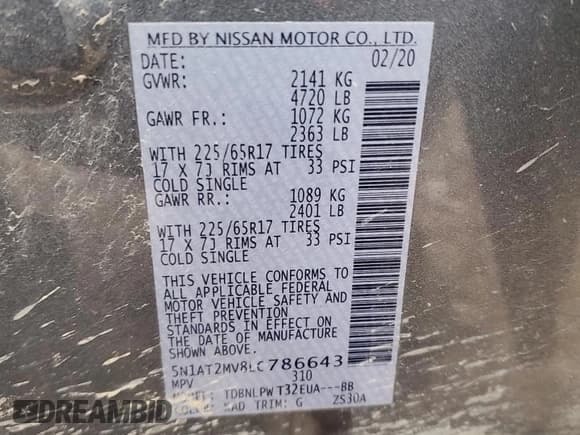 MFD BY NISSAN MOTOR CO., LTD.
DATE: 02/20
GVWR: 2141 KG
4720 LB
GAWR FR.: 1072 KG
2363 LB
WITH 225/65R17 TIRES
17 X 7J RIMS AT 33 PSI
COLD SINGLE
GAWR RR.: 1089 KG
2401 LB
WITH 225/65R17 TIRES
17 X 7J RIMS AT 33 PSI
COLD SINGLE
THIS VEHICLE CONFORMS TO
ALL APPLICABLE FEDERAL
MOTOR VEHICLE SAFETY AND
THEFT PREVENTION
STANDARDS IN EFFECT ON
THE DATE OF MANUFACTURE
SHOWN ABOVE.
5N1AT2MV8LC786643
MPV 310
MODEL: TDBNLPW T32EUA---BB
COLOR: KAD TRIM: G ZS30A
DREAMBID